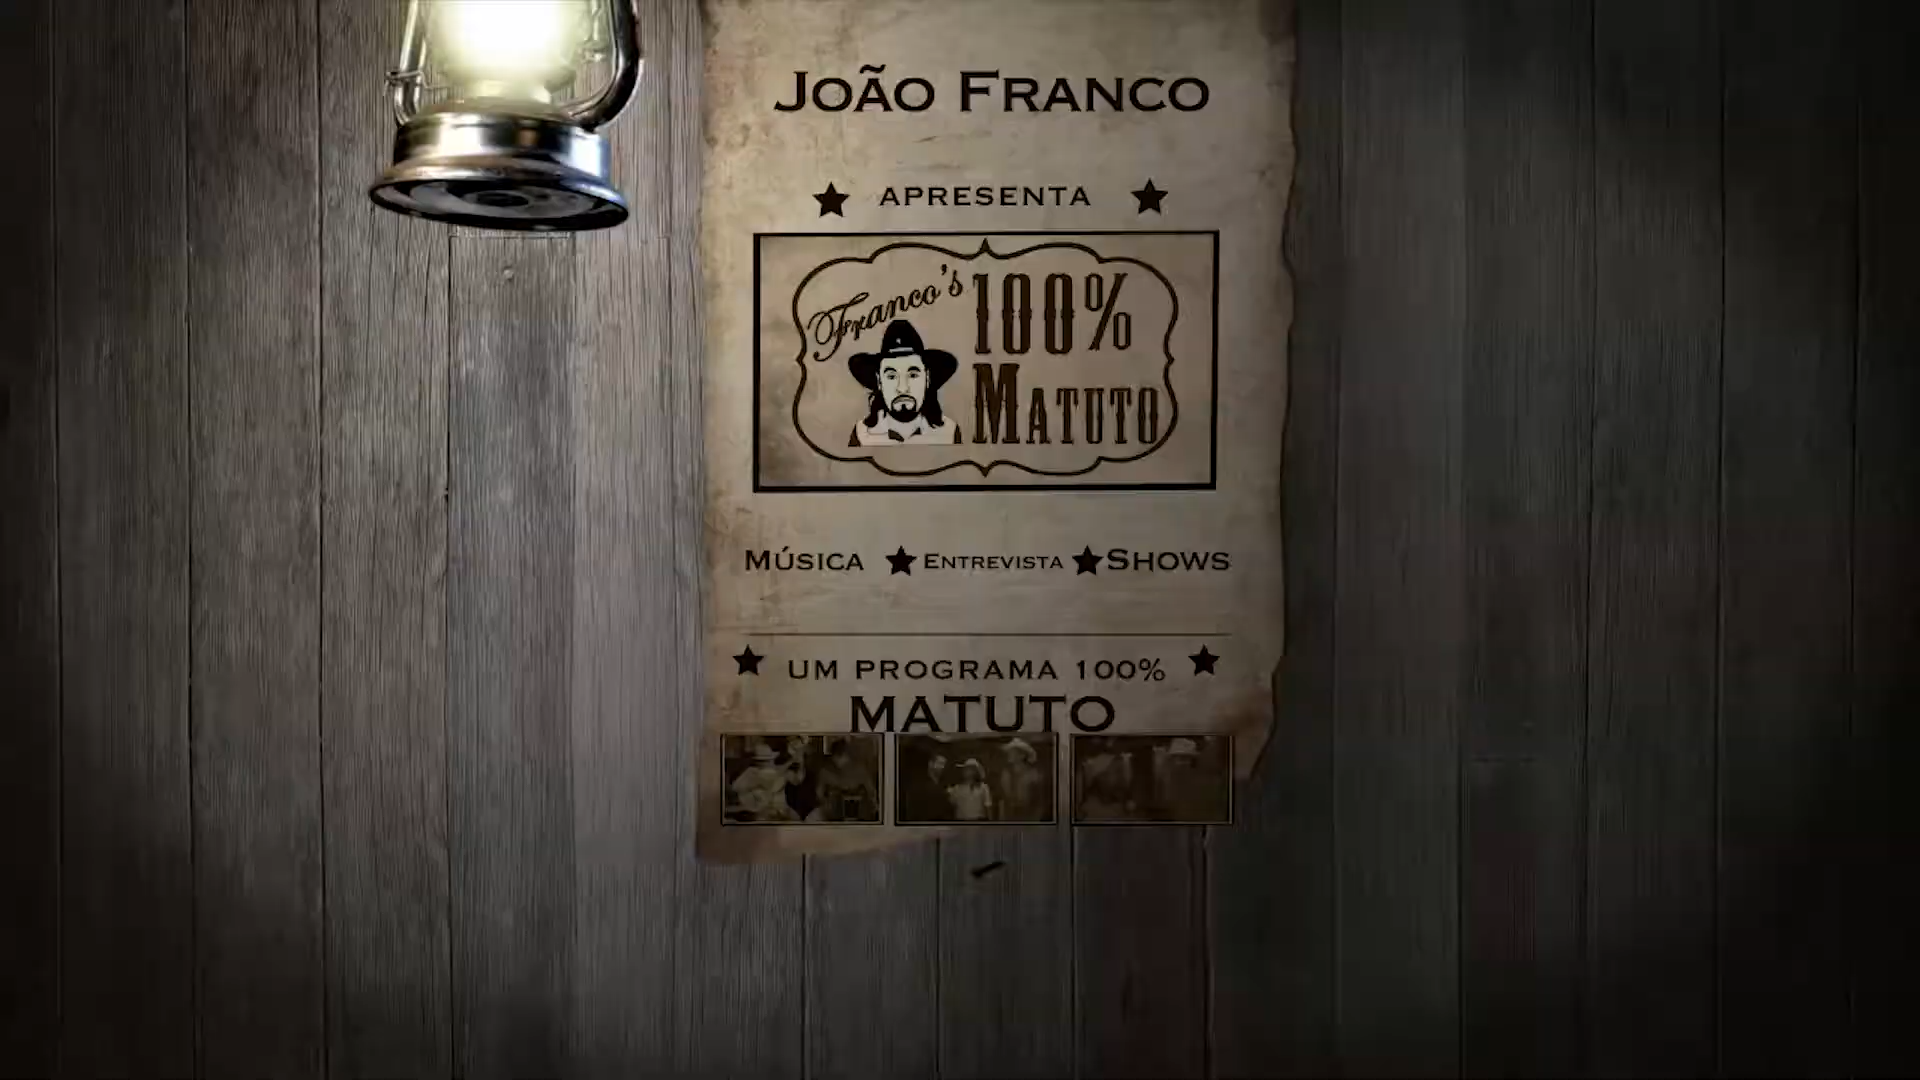 JOÃO FRANCO
APRESENTA
Franco's
100%
MATUTO
MÚSICA ENTREVISTA SHOWS
UM PROGRAMA 100%
MATUTO